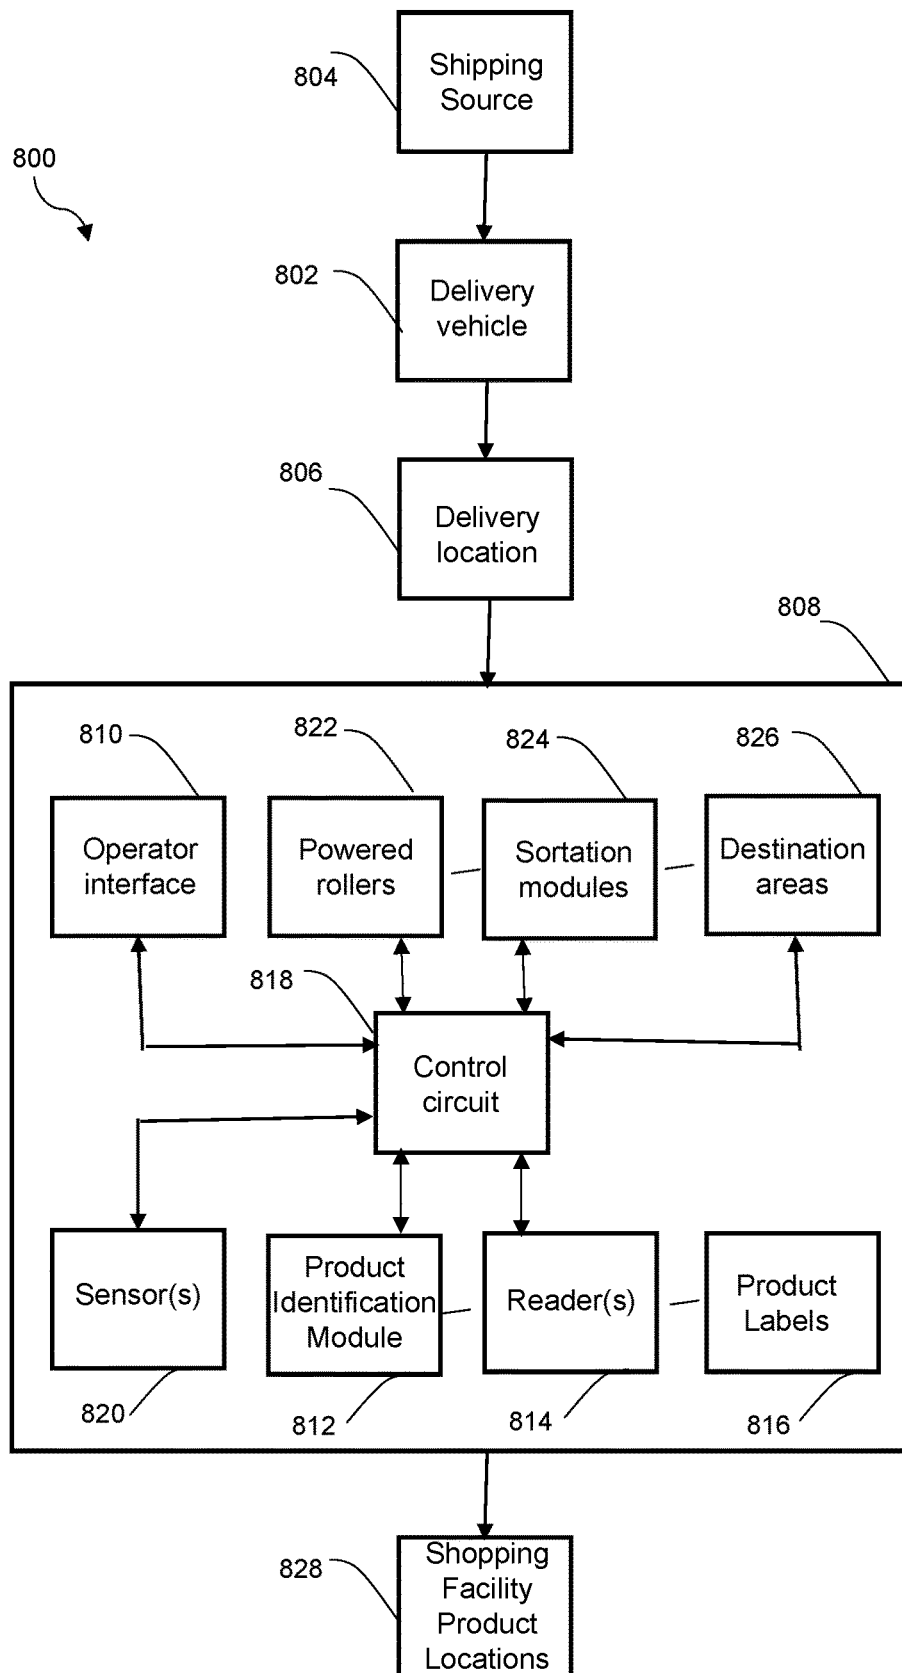 804
Shipping
Source
800
802
Delivery
vehicle
806
Delivery
location
808
810
822
824
826
Operator
interface
Powered
rollers
Sortation
modules
Destination
areas
818
Control
circuit
Sensor(s)
Product
Identification
Module
Reader(s)
Product
Labels
820
812
814
816
828
Shopping
Facility
Product
Locations